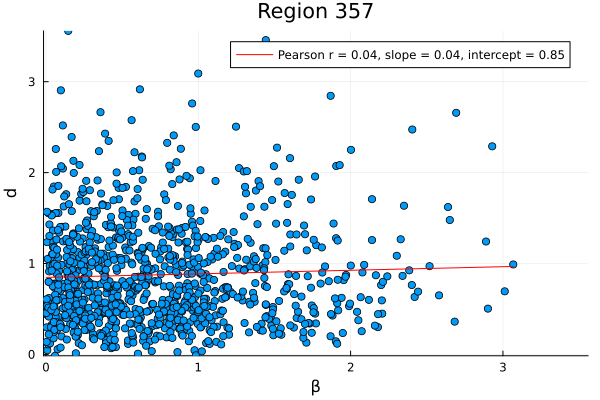 Region 357
Pearson r = 0.04, slope = 0.04, intercept = 0.85
3
2
1
0
d
0 1 2 3
β